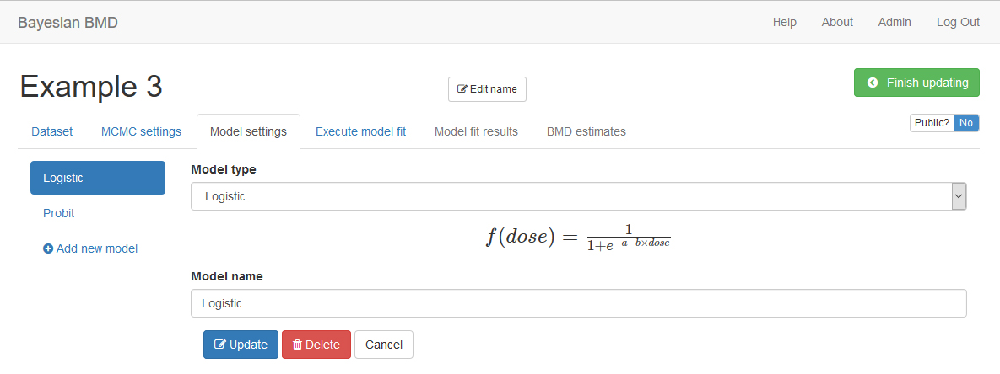 Bayesian BMD Help About Admin Log Out
Example 3 Edit name Finish updating
Dataset MCMC settings Model settings Execute model fit Model fit results BMD estimates Public? No
Logistic
Probit
Add new model
Model type
Logistic
f(dose) = 1/(1+e^(−a−b×dose))
Model name
Logistic
Update Delete Cancel